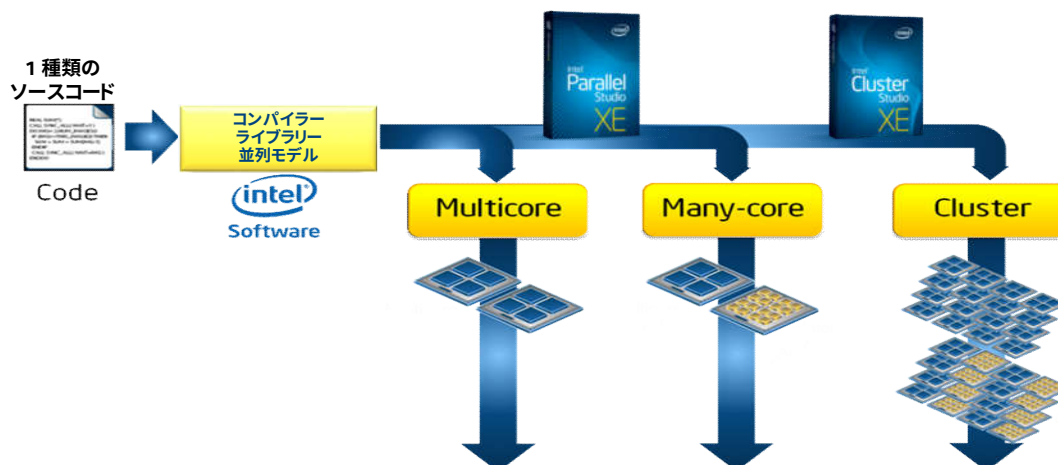 1 種類の
ソースコード
Code
コンパイラー
ライブラリー
並列モデル
intel®
Software
intel
Intel
Parallel
Studio
XE
intel
Intel
Cluster
Studio
XE
Multicore
Many-core
Cluster